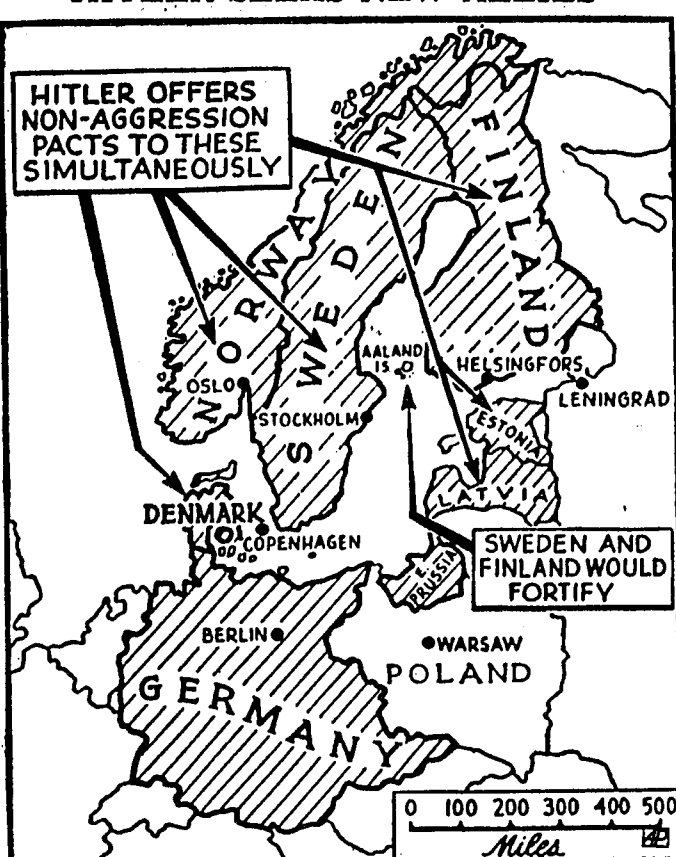 HITLER OFFERS
NON-AGGRESSION
PACTS TO THESE
SIMULTANEOUSLY
FINLAND
SWEDEN
NORWAY
AALAND
IS
HELSINGFORS
LENINGRAD
OSLO
STOCKHOLM
ESTONIA
LATVIA
DENMARK
COPENHAGEN
SWEDEN AND
FINLAND WOULD
FORTIFY
E.
PRUSSIA
BERLIN
WARSAW
POLAND
GERMANY
0 100 200 300 400 500
Miles
AP